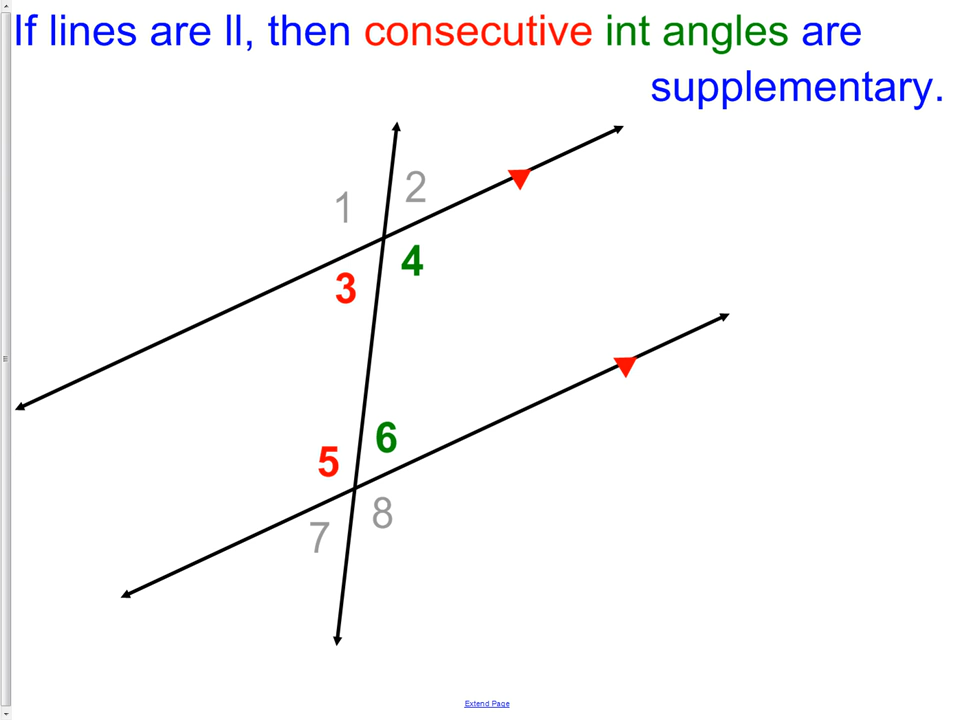 If lines are ll, then consecutive int angles are
supplementary.
1 2
3 4
5 6
7 8
Extend Page